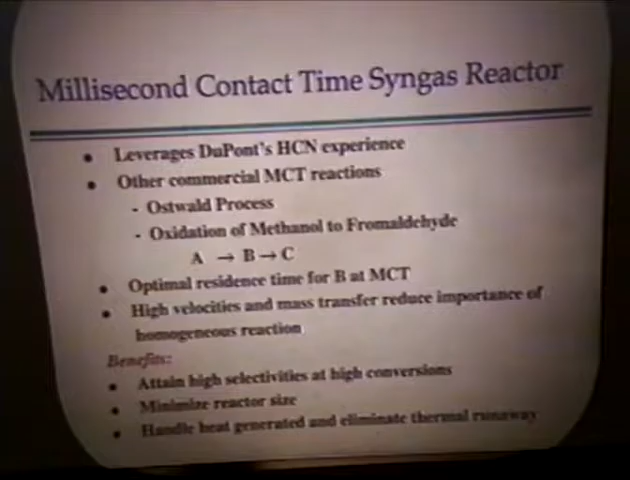 Millisecond Contact Time Syngas Reactor
• Leverages DuPont's HCN experience
• Other commercial MCT reactions
- Ostwald Process
- Oxidation of Methanol to Fromaldehyde
A → B → C
• Optimal residence time for B at MCT
• High velocities and mass transfer reduce importance of
homogeneous reaction
Benefits:
• Attain high selectivities at high conversions
• Minimize reactor size
• Handle heat generated and eliminate thermal runaway